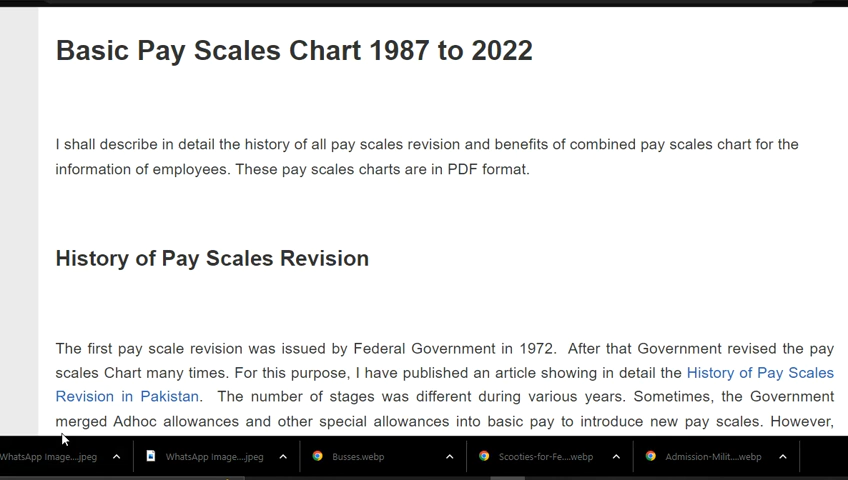 Basic Pay Scales Chart 1987 to 2022
I shall describe in detail the history of all pay scales revision and benefits of combined pay scales chart for the
information of employees. These pay scales charts are in PDF format.
History of Pay Scales Revision
The first pay scale revision was issued by Federal Government in 1972.  After that Government revised the pay
scales Chart many times. For this purpose, I have published an article showing in detail the History of Pay Scales
Revision in Pakistan.  The number of stages was different during various years. Sometimes, the Government
merged Adhoc allowances and other special allowances into basic pay to introduce new pay scales. However,
WhatsApp Image....jpeg WhatsApp Image....jpeg Busses.webp Scooties-for-Fe....webp Admission-Milit....webp